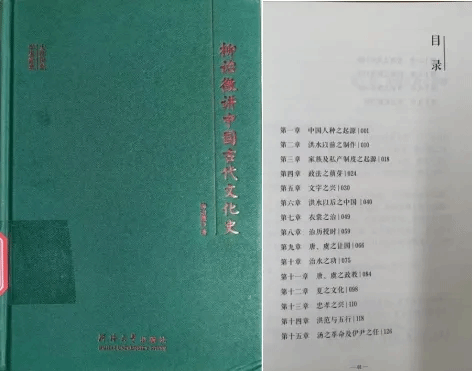 柳诒徵讲中国古代文化史
目录
第一章 中国人种之起源|001
第二章 洪水以前之制作|010
第三章 家族及私产制度之起源|018
第四章 政法之萌芽|024
第五章 文字之兴|030
第六章 洪水以后之中国|040
第七章 衣裳之治|049
第八章 治历授时|059
第九章 唐、虞之让国|066
第十章 治水之功|075
第十一章 唐、虞之政教|084
第十二章 夏之文化|098
第十三章 忠孝之兴|110
第十四章 洪范与五行|118
第十五章 汤之革命及伊尹之任|126